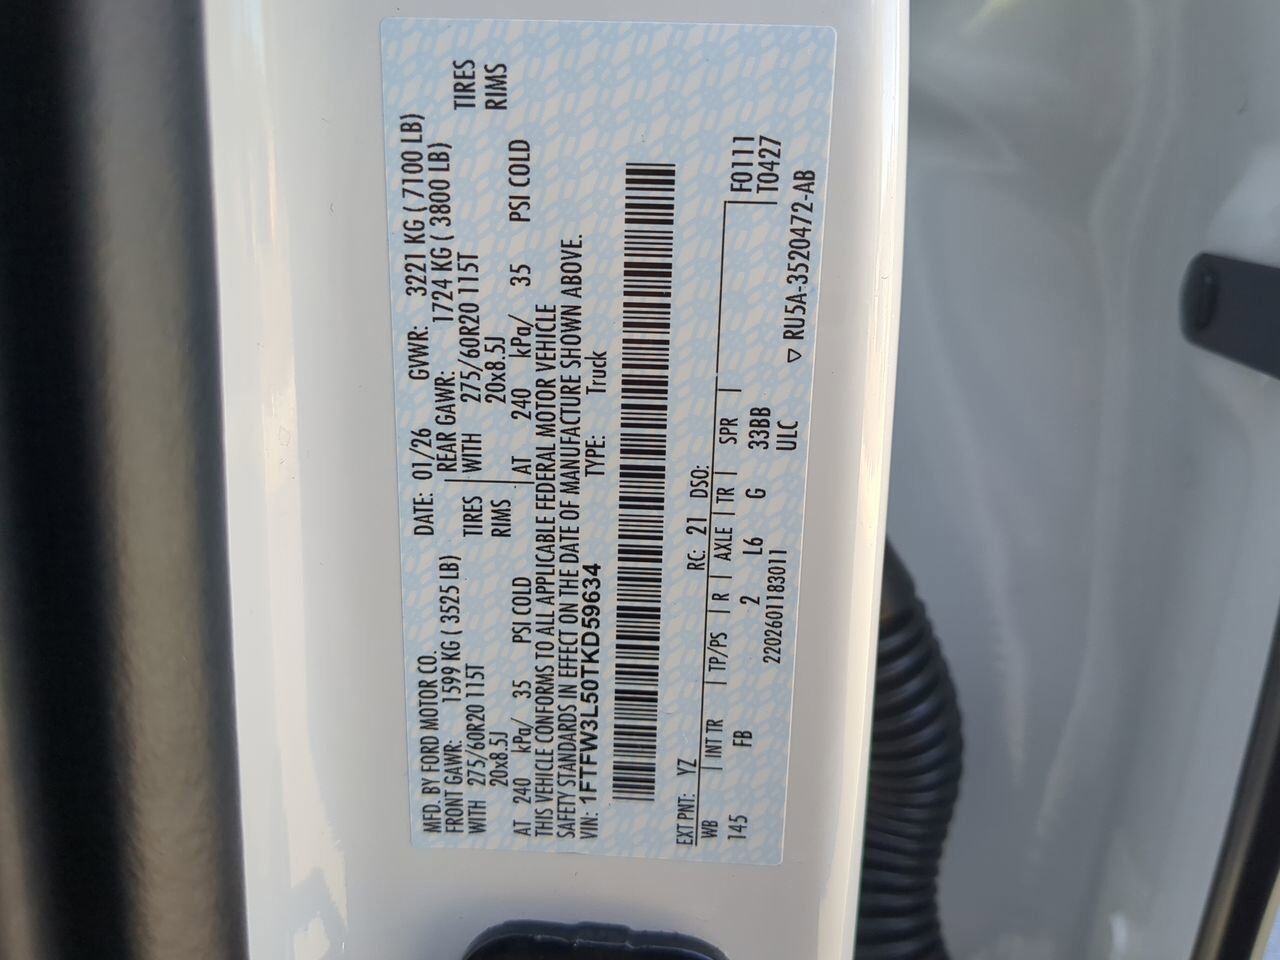 MFD. BY FORD MOTOR CO. DATE: 01/26 GVWR: 3221 KG ( 7100 LB)
FRONT GAWR: 1599 KG ( 3525 LB) REAR GAWR: 1724 KG ( 3800 LB)
WITH 275/60R20 115T TIRES WITH 275/60R20 115T TIRES
20x8.5J RIMS 20x8.5J RIMS
AT 240 kPa/ 35 PSI COLD AT 240 kPa/ 35 PSI COLD
THIS VEHICLE CONFORMS TO ALL APPLICABLE FEDERAL MOTOR VEHICLE
SAFETY STANDARDS IN EFFECT ON THE DATE OF MANUFACTURE SHOWN ABOVE.
VIN: 1FTFW3L50TKD59634 TYPE: Truck
EXT PNT: YZ RC: 21 DSO:
WB | INT TR | TP/PS | R | AXLE | TR | SPR | F0111
145 FB 2 L6 G 33BB T0427
2202601183011 ULC
▽ RU5A-3520472-AB